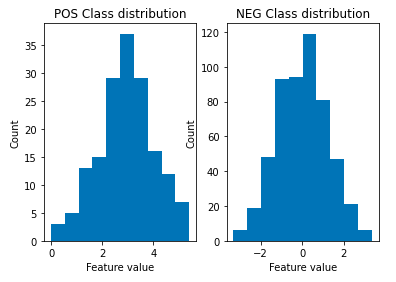 POS Class distribution
35
30
25
20
15
10
5
0
Count
0 2 4
Feature value
NEG Class distribution
120
100
80
60
40
20
0
Count
−2 0 2
Feature value